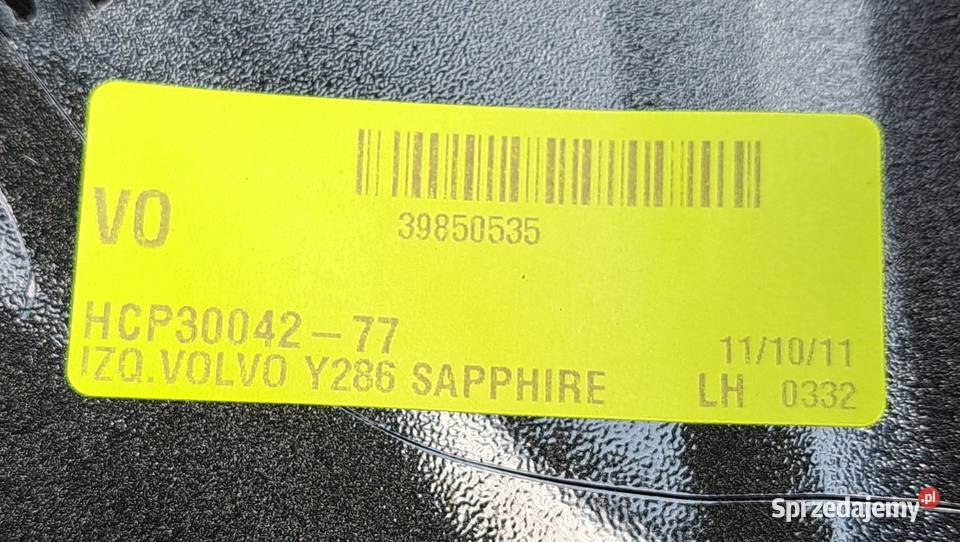 39850535
VO
HCP30042-77
IZQ.VOLVO Y286 SAPPHIRE
11/10/11
LH 0332
Sprzedajemy.pl